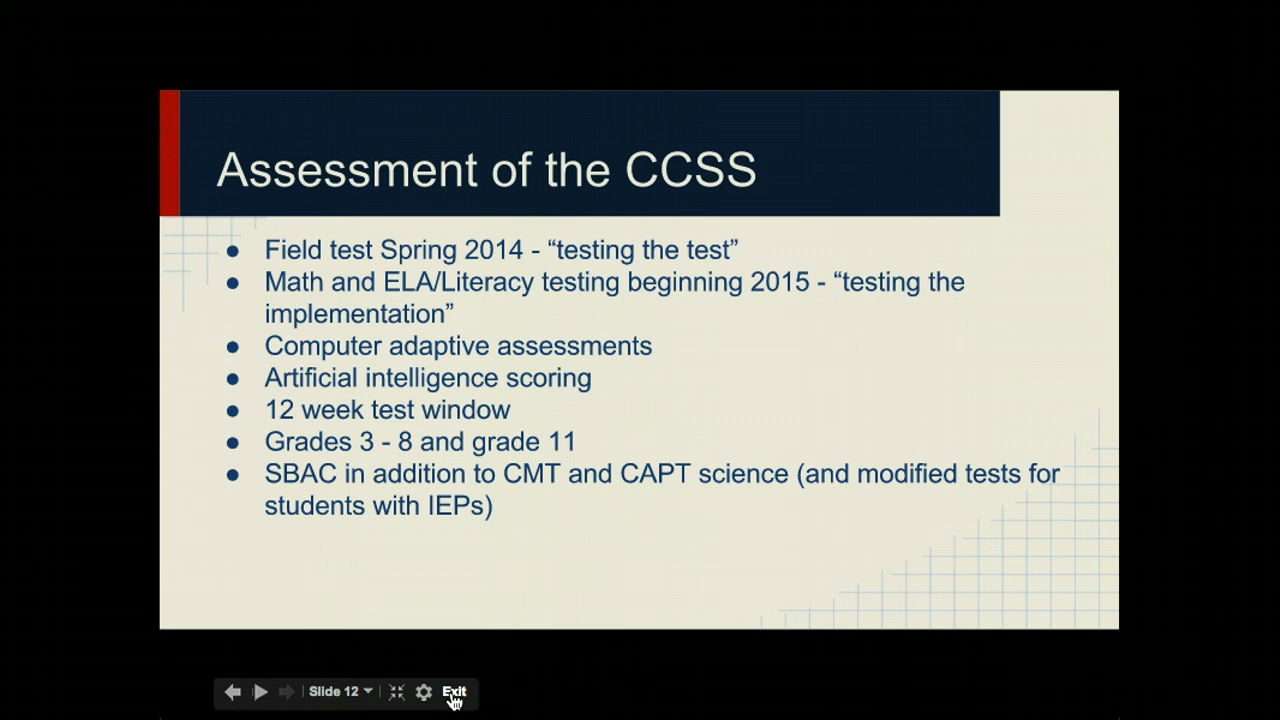 Assessment of the CCSS
● Field test Spring 2014 - “testing the test”
● Math and ELA/Literacy testing beginning 2015 - “testing the
implementation”
● Computer adaptive assessments
● Artificial intelligence scoring
● 12 week test window
● Grades 3 - 8 and grade 11
● SBAC in addition to CMT and CAPT science (and modified tests for
students with IEPs)
Slide 12 Exit